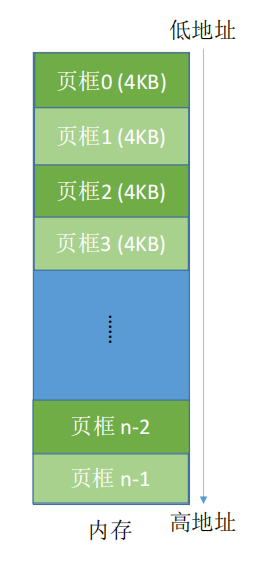 低地址
页框0 (4KB)
页框1 (4KB)
页框2 (4KB)
页框3 (4KB)
......
页框 n-2
页框 n-1
内存
高地址